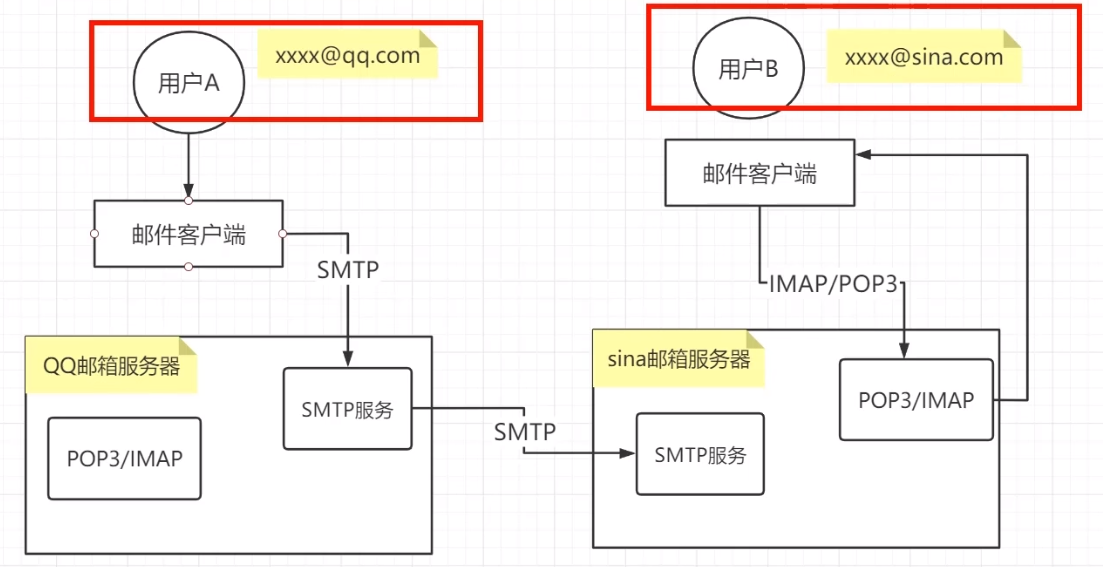 用户A
xxxx@qq.com
用户B
xxxx@sina.com
邮件客户端
邮件客户端
SMTP
IMAP/POP3
QQ邮箱服务器
SMTP服务
POP3/IMAP
SMTP
sina邮箱服务器
POP3/IMAP
SMTP服务